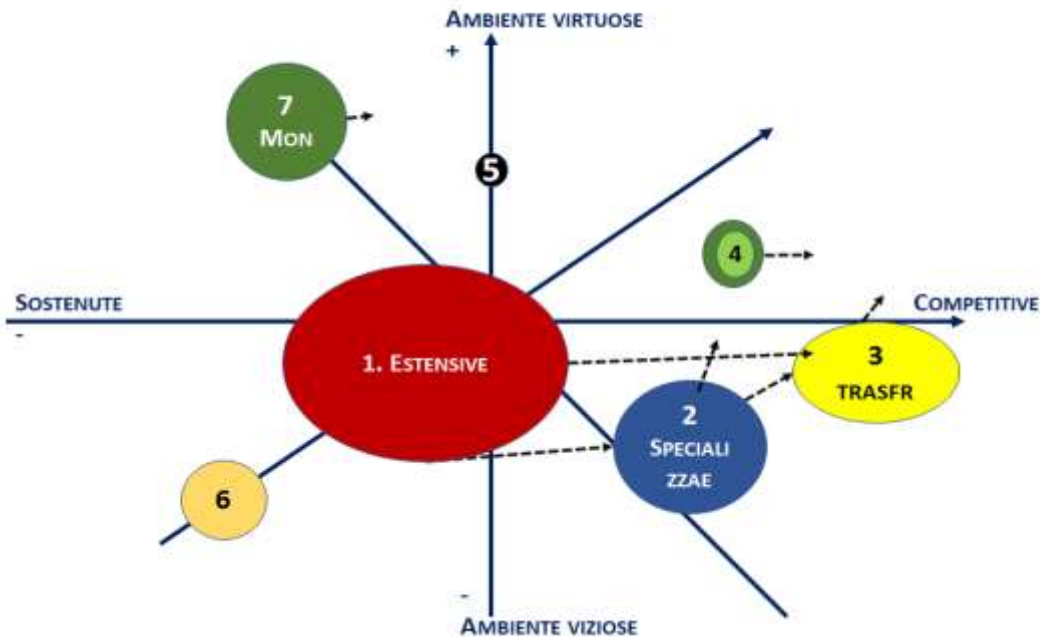 AMBIENTE VIRTUOSE
+
7
MON
5
4
SOSTENUTE
-
COMPETITIVE
1. ESTENSIVE
3
TRASFR
2
SPECIALI
ZZAE
6
-
AMBIENTE VIZIOSE